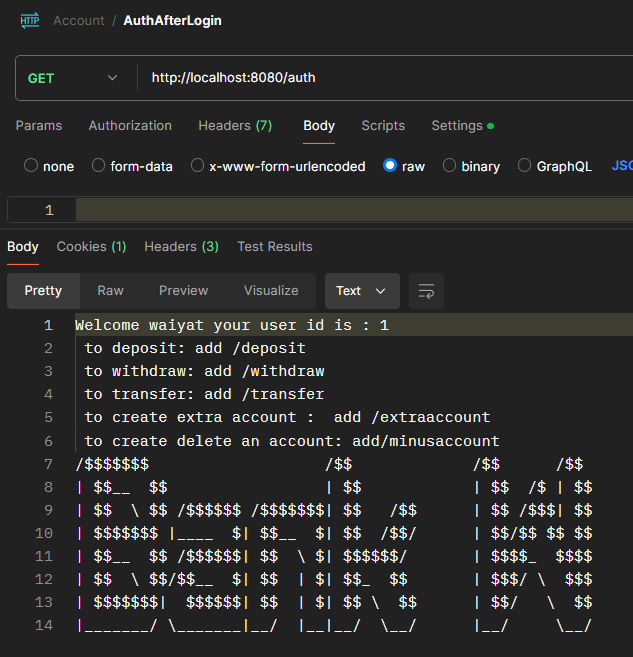 HTTP Account / AuthAfterLogin
GET http://localhost:8080/auth
Params Authorization Headers (7) Body Scripts Settings
none form-data x-www-form-urlencoded raw binary GraphQL JSO
1
Body Cookies (1) Headers (3) Test Results
Pretty Raw Preview Visualize Text
1 Welcome waiyat your user id is : 1
2  to deposit: add /deposit
3  to withdraw: add /withdraw
4  to transfer: add /transfer
5  to create extra account :  add /extraaccount
6  to create delete an account: add/minusaccount
7 /$$$$$$$                   /$$             /$$      /$$
8 | $$__  $$                 | $$            | $$  /$ | $$
9 | $$  \ $$ /$$$$$$ /$$$$$$$| $$   /$$      | $$ /$$$| $$
10 | $$$$$$$ |____  $| $$__  $| $$  /$$/      | $$/$$ $$ $$
11 | $$__  $$ /$$$$$$| $$  \ $| $$$$$$/       | $$$$_  $$$$
12 | $$  \ $$/$$__  $| $$  | $| $$_  $$       | $$$/ \  $$$
13 | $$$$$$$|  $$$$$$| $$  | $| $$ \  $$      | $$/   \  $$
14 |_______/ \_______|__/  |__|__/  \__/      |__/     \__/